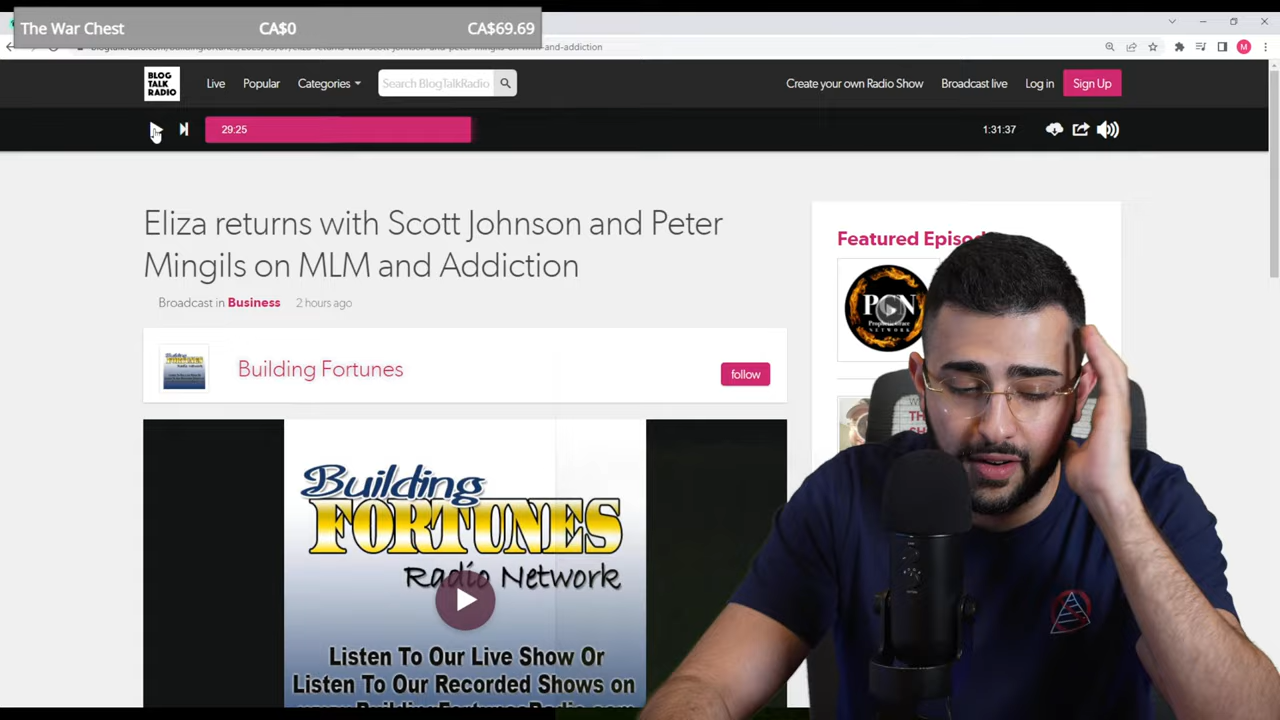 The War Chest CA$0 CA$69.69
BLOG
TALK
RADIO
Live Popular Categories Search BlogTalkRadio Create your own Radio Show Broadcast live Log in Sign Up
29:25 1:31:37
Eliza returns with Scott Johnson and Peter
Mingils on MLM and Addiction
Broadcast in Business 2 hours ago
Building Fortunes follow
Building
FORTUNES
Radio Network
Listen To Our Live Show Or
Listen To Our Recorded Shows on
Featured
PGN
M